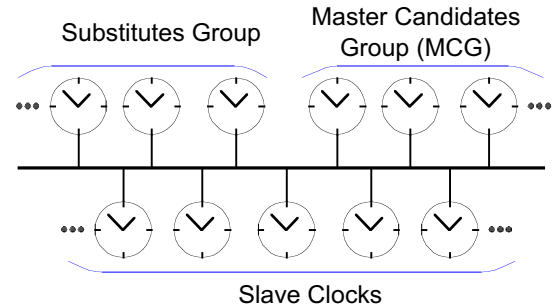 Substitutes Group
Master Candidates
Group (MCG)
Slave Clocks